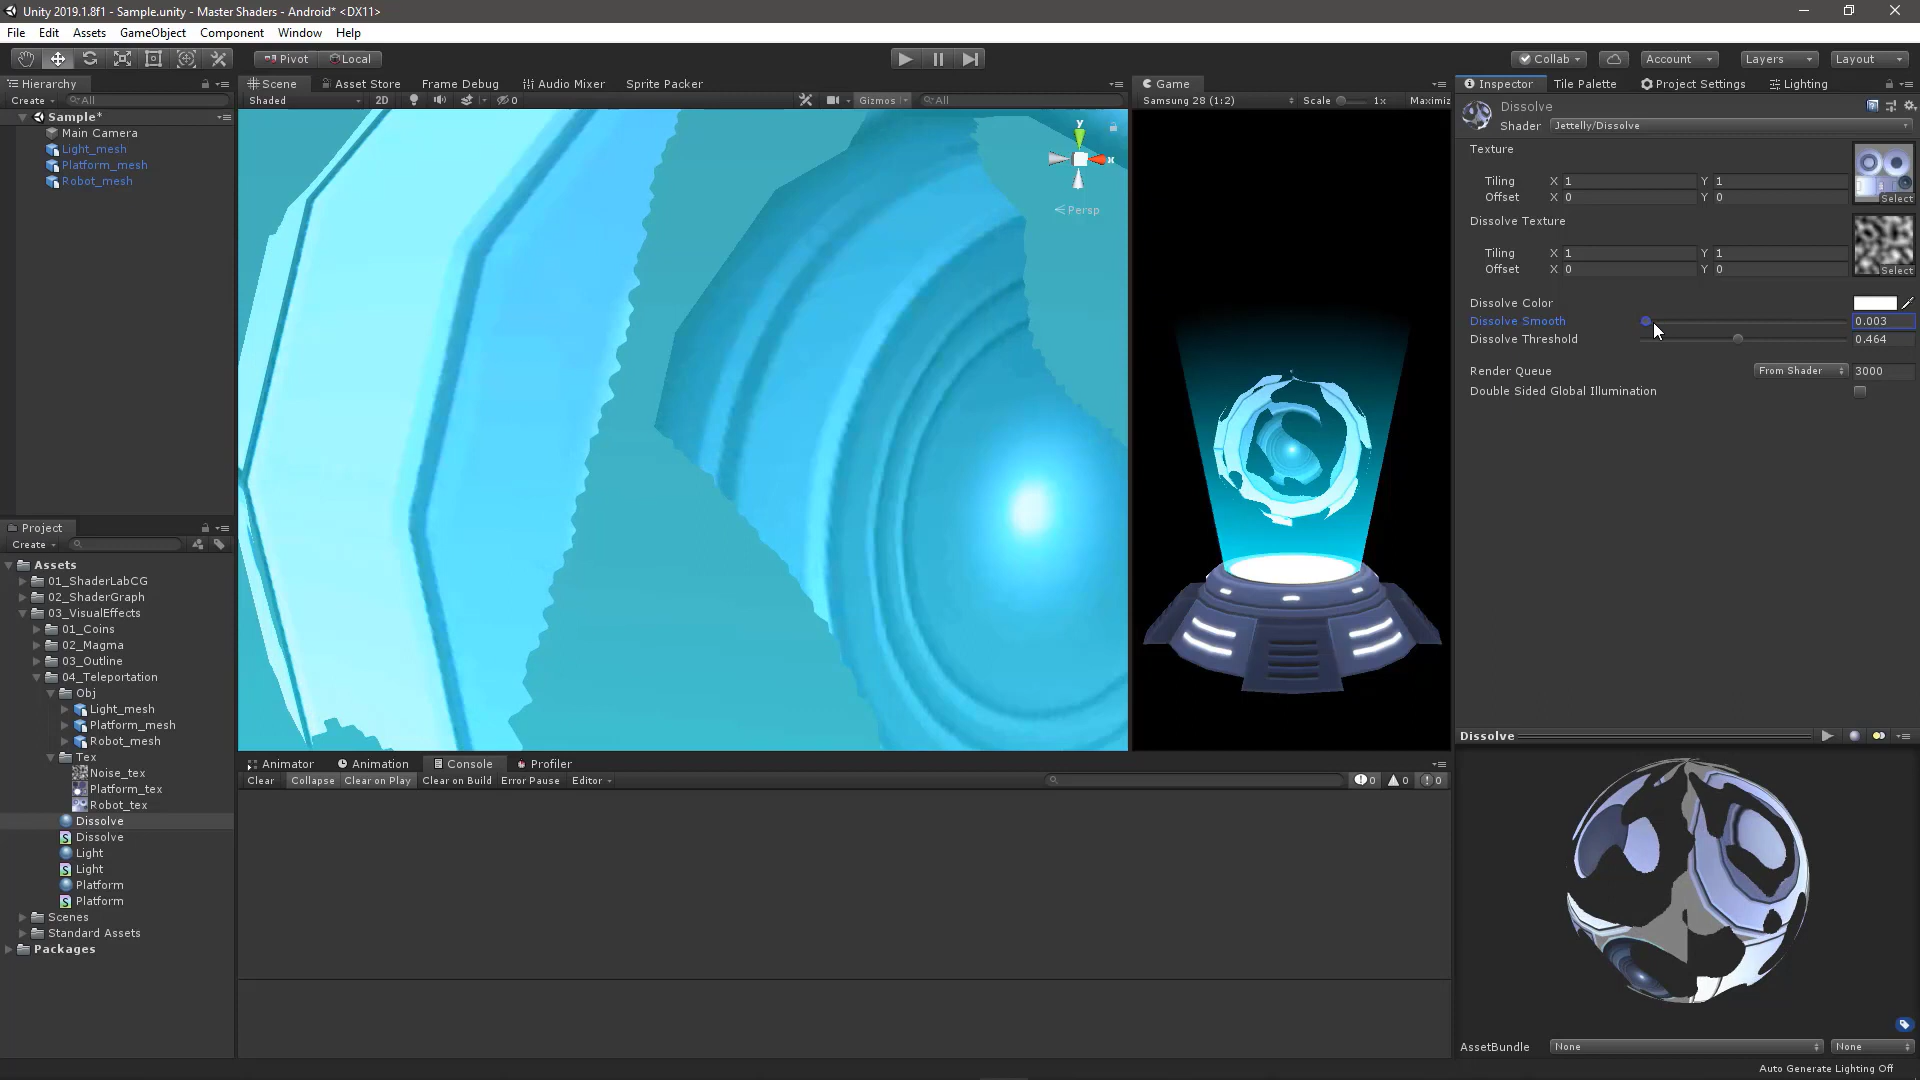 Unity 2019.1.8f1 - Sample.unity - Master Shaders - Android* <DX11>
File Edit Assets GameObject Component Window Help
Pivot Local Collab Account Layers Layout
Hierarchy
Create All
Sample*
Main Camera
Light_mesh
Platform_mesh
Robot_mesh
Project
Create
Assets
01_ShaderLabCG
02_ShaderGraph
03_VisualEffects
01_Coins
02_Magma
03_Outline
04_Teleportation
Obj
Light_mesh
Platform_mesh
Robot_mesh
Tex
Noise_tex
Platform_tex
Robot_tex
Dissolve
Dissolve
Light
Light
Platform
Platform
Scenes
Standard Assets
Packages
Scene Asset Store Frame Debug Audio Mixer Sprite Packer
Shaded 2D 0 Gizmos All
y
x
Persp
Game
Samsung 28 (1:2) Scale 1x Maximiz
Animator Animation Console Profiler
Clear Collapse Clear on Play Clear on Build Error Pause Editor 0 0 0
Inspector Tile Palette Project Settings Lighting
Dissolve
Shader Jettelly/Dissolve
Texture
Tiling X 1 Y 1
Offset X 0 Y 0
Select
Dissolve Texture
Tiling X 1 Y 1
Offset X 0 Y 0
Select
Dissolve Color
Dissolve Smooth 0.003
Dissolve Threshold 0.464
Render Queue From Shader 3000
Double Sided Global Illumination
Dissolve
AssetBundle None None
Auto Generate Lighting Off